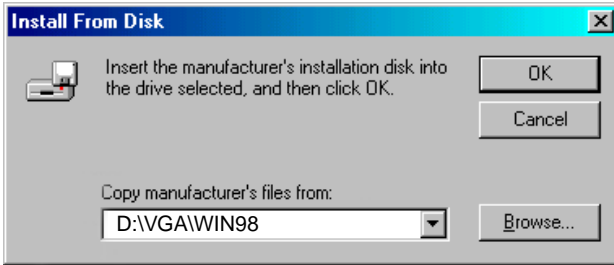 Install From Disk
Insert the manufacturer's installation disk into
the drive selected, and then click OK.
OK
Cancel
Copy manufacturer's files from:
D:\VGA\WIN98
Browse...